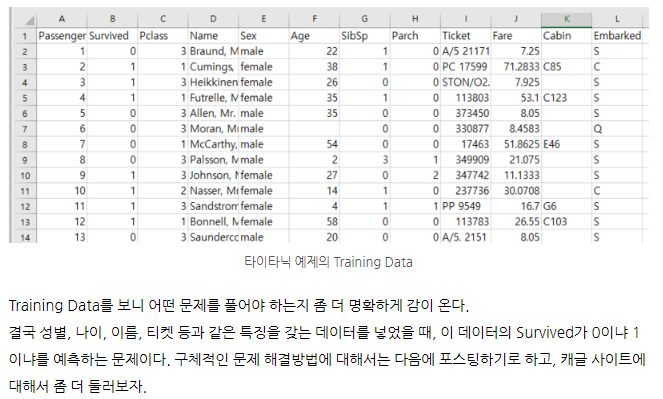 A B C D E F G H I J K L
1 Passenger Survived Pclass Name Sex Age SibSp Parch Ticket Fare Cabin Embarked
2 1 0 3 Braund, M male 22 1 0 A/5 21171 7.25 S
3 2 1 1 Cumings, female 38 1 0 PC 17599 71.2833 C85 C
4 3 1 3 Heikkinen female 26 0 0 STON/O2. 7.925 S
5 4 1 1 Futrelle, M female 35 1 0 113803 53.1 C123 S
6 5 0 3 Allen, Mr. male 35 0 0 373450 8.05 S
7 6 0 3 Moran, M male 0 0 330877 8.4583 Q
8 7 0 1 McCarthy, male 54 0 0 17463 51.8625 E46 S
9 8 0 3 Palsson, M male 2 3 1 349909 21.075 S
10 9 1 3 Johnson, female 27 0 2 347742 11.1333 S
11 10 1 2 Nasser, M female 14 1 0 237736 30.0708 C
12 11 1 3 Sandstrom female 4 1 1 PP 9549 16.7 G6 S
13 12 1 1 Bonnell, M female 58 0 0 113783 26.55 C103 S
14 13 0 3 Saunderco male 20 0 0 A/5. 2151 8.05 S
타이타닉 예제의 Training Data
Training Data를 보니 어떤 문제를 풀어야 하는지 좀 더 명확하게 감이 온다.
결국 성별, 나이, 이름, 티켓 등과 같은 특징을 갖는 데이터를 넣었을 때, 이 데이터의 Survived가 0이냐 1
이냐를 예측하는 문제이다. 구체적인 문제 해결방법에 대해서는 다음에 포스팅하기로 하고, 캐글 사이트에
대해서 좀 더 둘러보자.